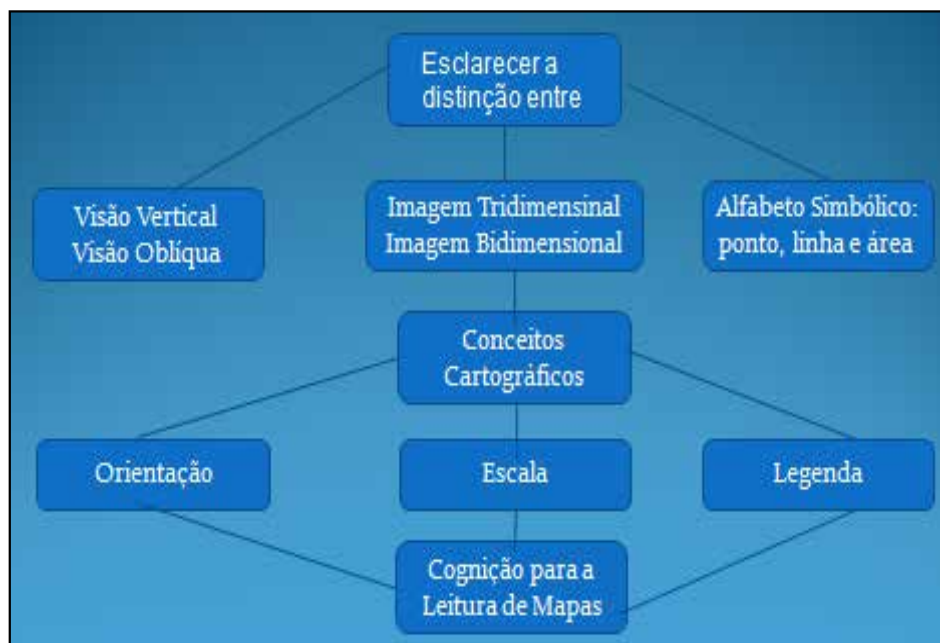 Esclarecer a
distinção entre
Visão Vertical
Visão Oblíqua
Imagem Tridimensinal
Imagem Bidimensional
Alfabeto Simbólico:
ponto, linha e área
Conceitos
Cartográficos
Orientação
Escala
Legenda
Cognição para a
Leitura de Mapas